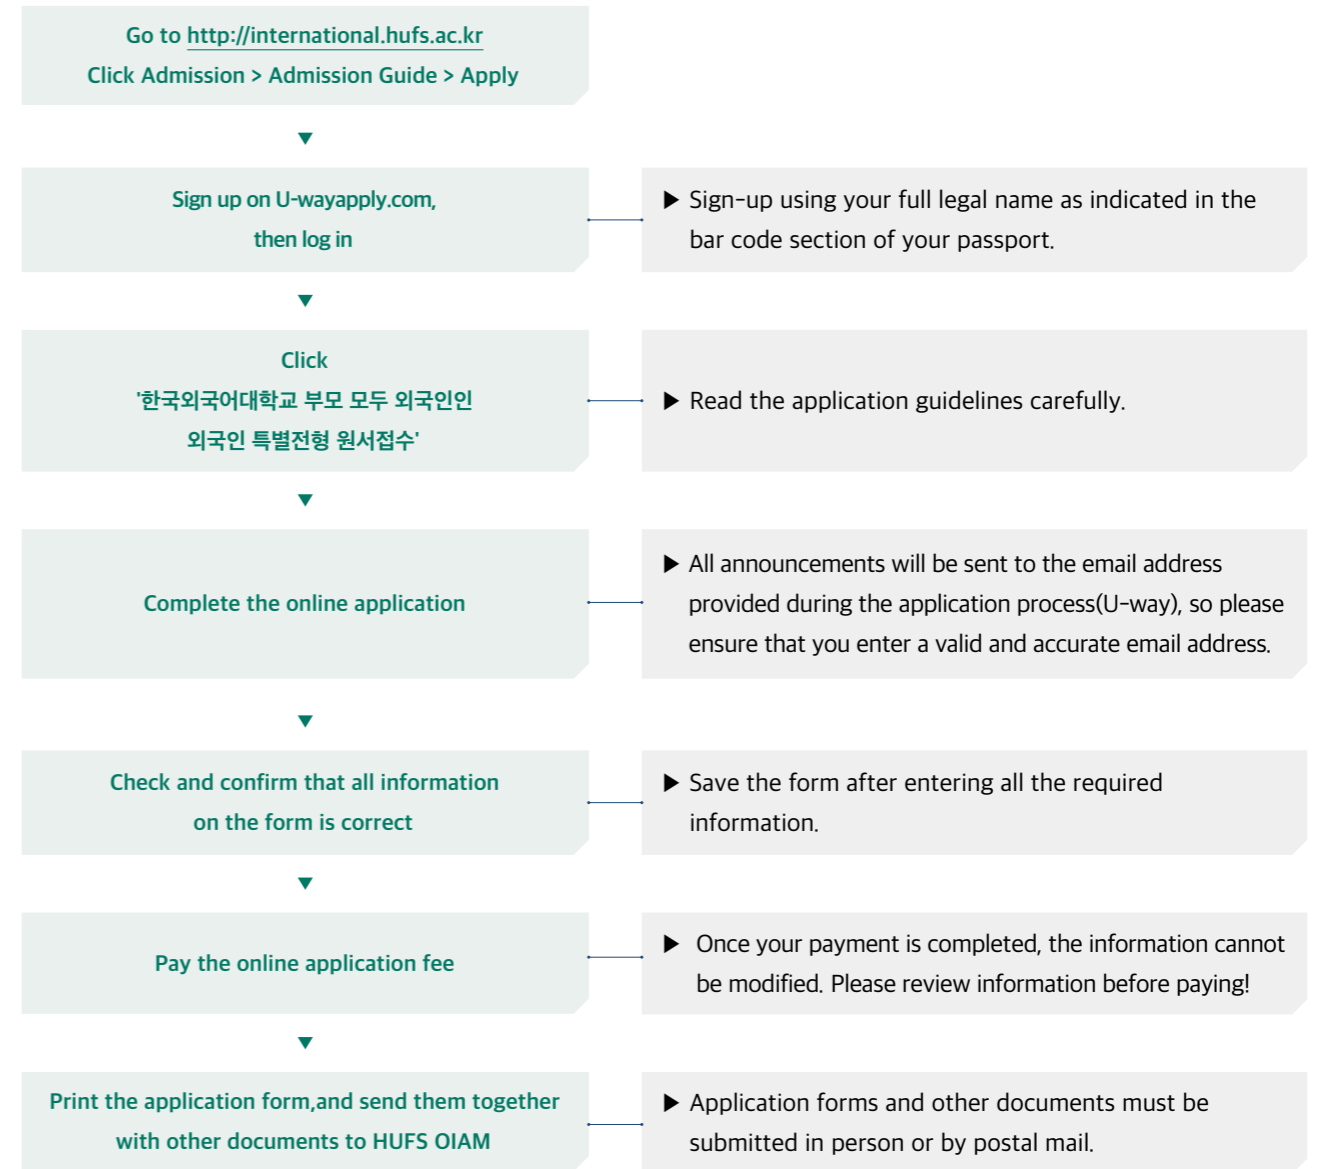 Go to http://international.hufs.ac.kr
Click Admission > Admission Guide > Apply
▼
Sign up on U-wayapply.com,
then log in
▶ Sign-up using your full legal name as indicated in the
bar code section of your passport.
▼
Click
'한국외국어대학교 부모 모두 외국인인
외국인 특별전형 원서접수'
▶ Read the application guidelines carefully.
▼
Complete the online application
▶ All announcements will be sent to the email address
provided during the application process(U-way), so please
ensure that you enter a valid and accurate email address.
▼
Check and confirm that all information
on the form is correct
▶ Save the form after entering all the required
information.
▼
Pay the online application fee
▶ Once your payment is completed, the information cannot
be modified. Please review information before paying!
▼
Print the application form,and send them together
with other documents to HUFS OIAM
▶ Application forms and other documents must be
submitted in person or by postal mail.